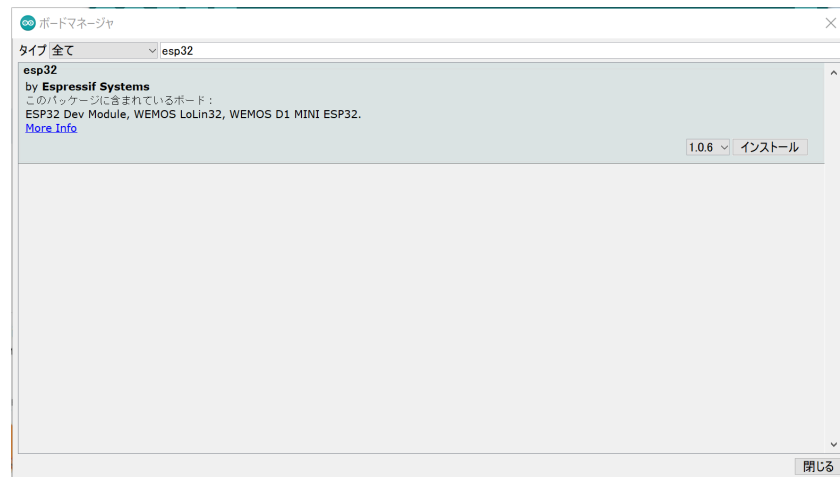 ボードマネージャ
タイプ 全て esp32
esp32
by Espressif Systems
このパッケージに含まれているボード：
ESP32 Dev Module, WEMOS LoLin32, WEMOS D1 MINI ESP32.
More Info
1.0.6 インストール
閉じる